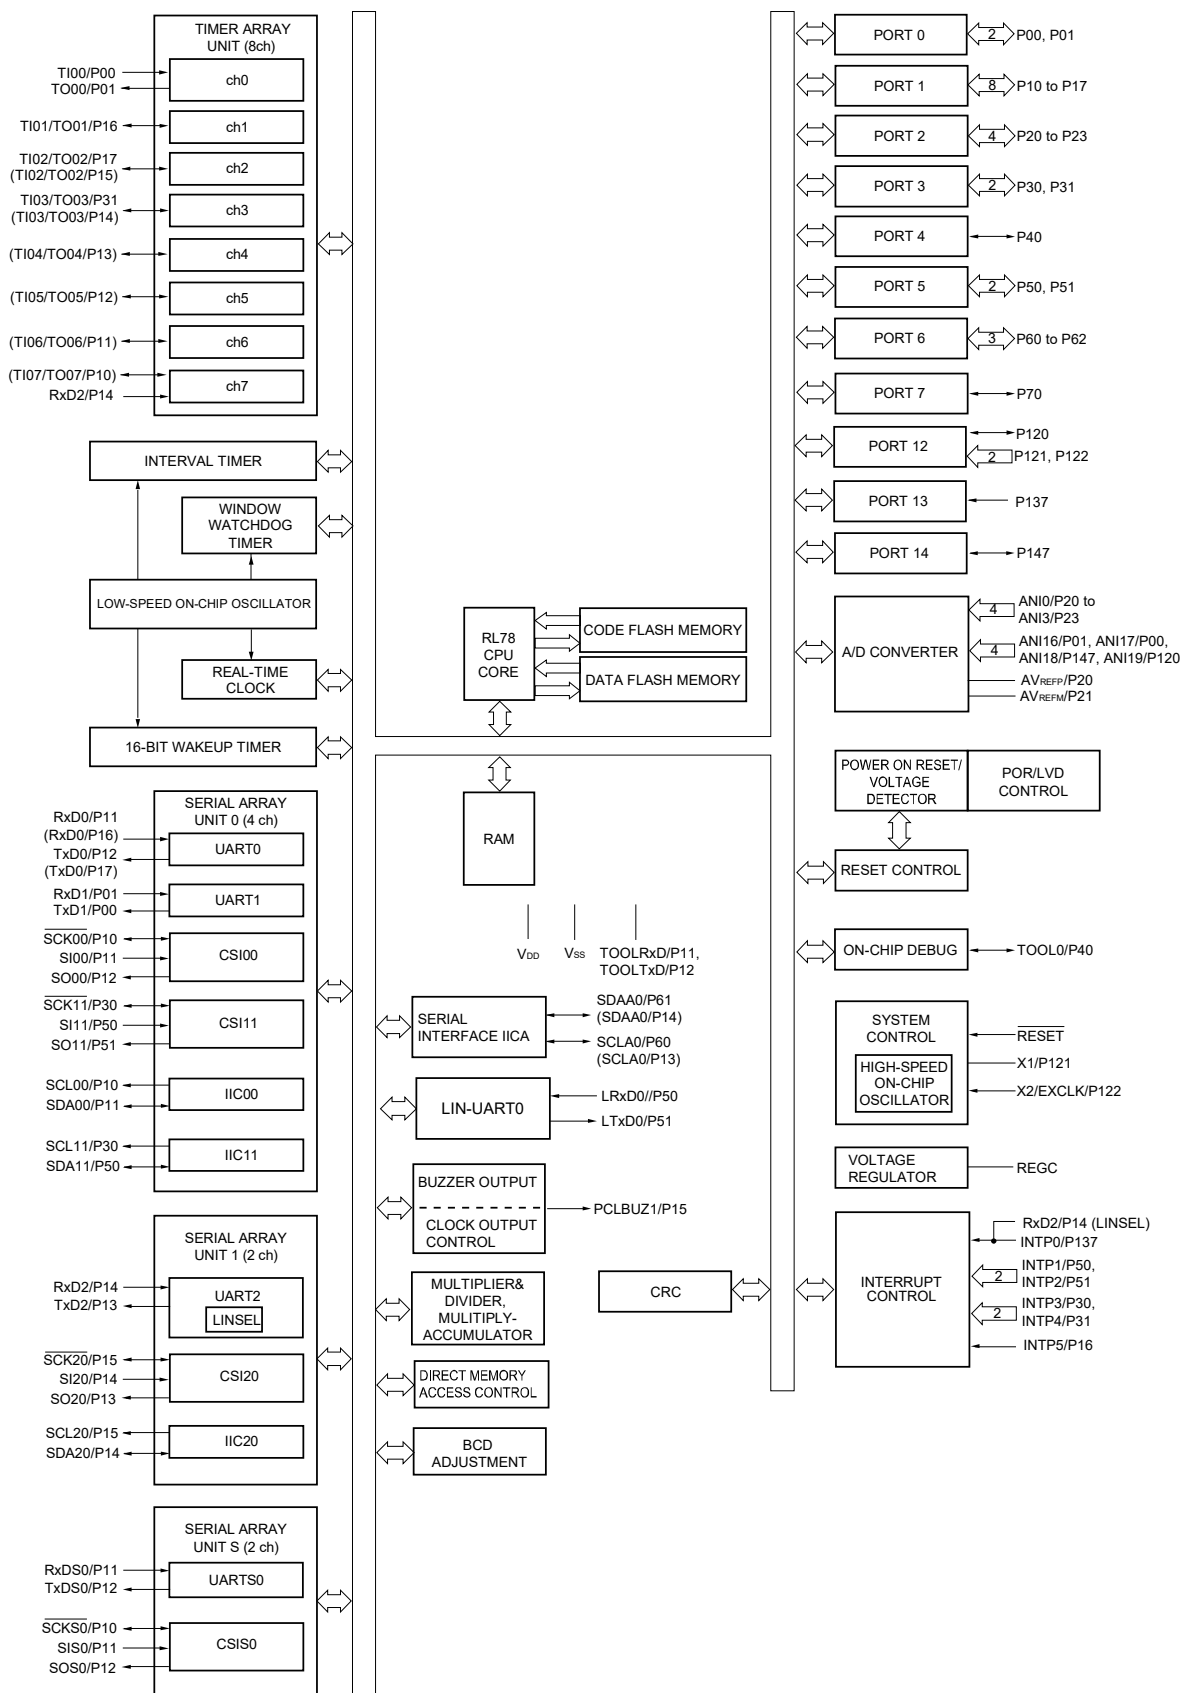 TIMER ARRAY
UNIT (8ch)
TI00/P00
TO00/P01
ch0
TI01/TO01/P16
ch1
TI02/TO02/P17
(TI02/TO02/P15)
ch2
TI03/TO03/P31
(TI03/TO03/P14)
ch3
(TI04/TO04/P13)
ch4
(TI05/TO05/P12)
ch5
(TI06/TO06/P11)
ch6
(TI07/TO07/P10)
RxD2/P14
ch7
INTERVAL TIMER
WINDOW
WATCHDOG
TIMER
LOW-SPEED ON-CHIP OSCILLATOR
REAL-TIME
CLOCK
16-BIT WAKEUP TIMER
SERIAL ARRAY
UNIT 0 (4 ch)
RxD0/P11
(RxD0/P16)
TxD0/P12
(TxD0/P17)
UART0
RxD1/P01
TxD1/P00
UART1
SCK00/P10
SI00/P11
SO00/P12
CSI00
SCK11/P30
SI11/P50
SO11/P51
CSI11
SCL00/P10
SDA00/P11
IIC00
SCL11/P30
SDA11/P50
IIC11
SERIAL ARRAY
UNIT 1 (2 ch)
RxD2/P14
TxD2/P13
UART2
LINSEL
SCK20/P15
SI20/P14
SO20/P13
CSI20
SCL20/P15
SDA20/P14
IIC20
SERIAL ARRAY
UNIT S (2 ch)
RxDS0/P11
TxDS0/P12
UARTS0
SCKS0/P10
SIS0/P11
SOS0/P12
CSIS0
RL78
CPU
CORE
CODE FLASH MEMORY
DATA FLASH MEMORY
RAM
VDD
VSS
TOOLRxD/P11,
TOOLTxD/P12
SERIAL
INTERFACE IICA
SDAA0/P61
(SDAA0/P14)
SCLA0/P60
(SCLA0/P13)
LIN-UART0
LRxD0//P50
LTxD0/P51
BUZZER OUTPUT
CLOCK OUTPUT
CONTROL
PCLBUZ1/P15
MULTIPLIER&
DIVIDER,
MULITIPLY-
ACCUMULATOR
DIRECT MEMORY
ACCESS CONTROL
BCD
ADJUSTMENT
CRC
PORT 0
2
P00, P01
PORT 1
8
P10 to P17
PORT 2
4
P20 to P23
PORT 3
2
P30, P31
PORT 4
P40
PORT 5
2
P50, P51
PORT 6
3
P60 to P62
PORT 7
P70
PORT 12
P120
2
P121, P122
PORT 13
P137
PORT 14
P147
A/D CONVERTER
4
ANI0/P20 to
ANI3/P23
4
ANI16/P01, ANI17/P00,
ANI18/P147, ANI19/P120
AVREFP/P20
AVREFM/P21
POWER ON RESET/
VOLTAGE
DETECTOR
POR/LVD
CONTROL
RESET CONTROL
ON-CHIP DEBUG
TOOL0/P40
SYSTEM
CONTROL
HIGH-SPEED
ON-CHIP
OSCILLATOR
RESET
X1/P121
X2/EXCLK/P122
VOLTAGE
REGULATOR
REGC
INTERRUPT
CONTROL
RxD2/P14 (LINSEL)
INTP0/P137
2
INTP1/P50,
INTP2/P51
2
INTP3/P30,
INTP4/P31
INTP5/P16